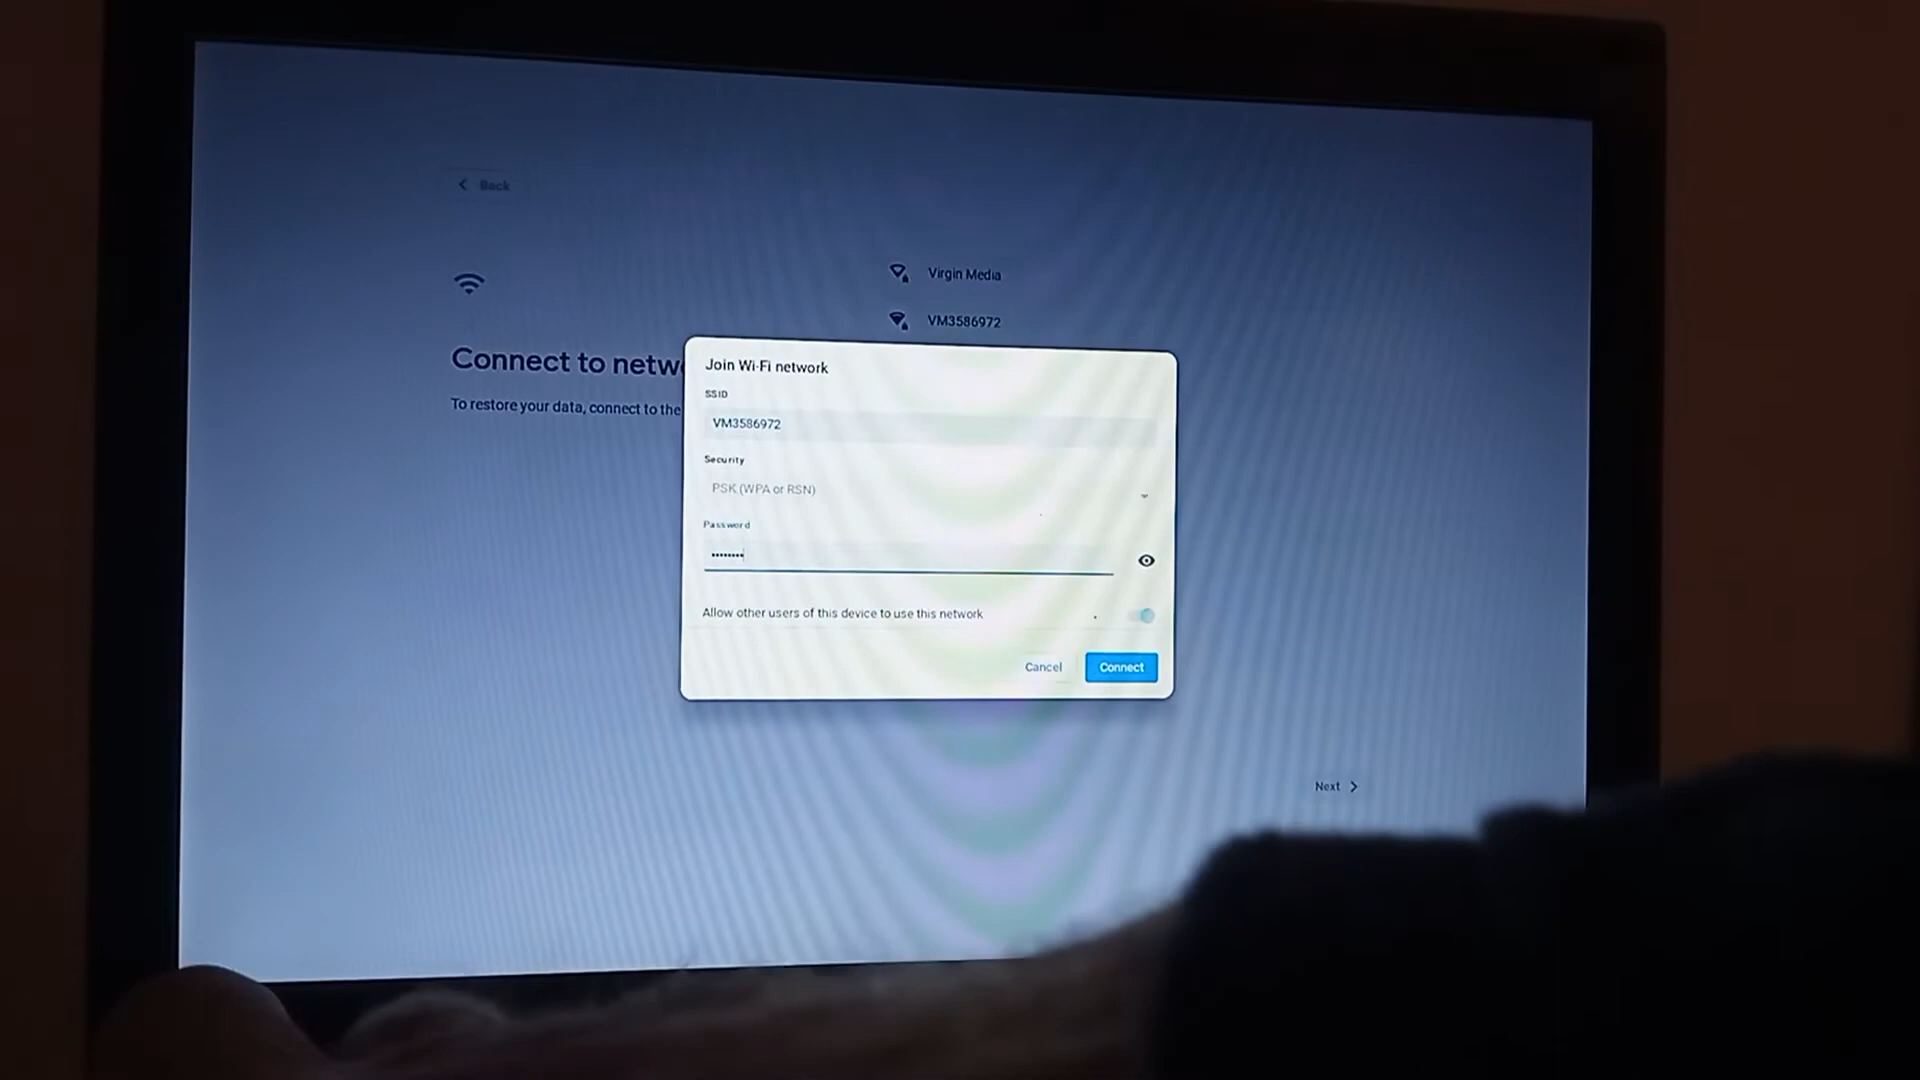 Back
Virgin Media
VM3586972
Connect to netw
To restore your data, connect to the
Join Wi-Fi network
SSID
VM3586972
Security
PSK (WPA or RSN)
Password
••••••••
Allow other users of this device to use this network
Cancel
Connect
Next